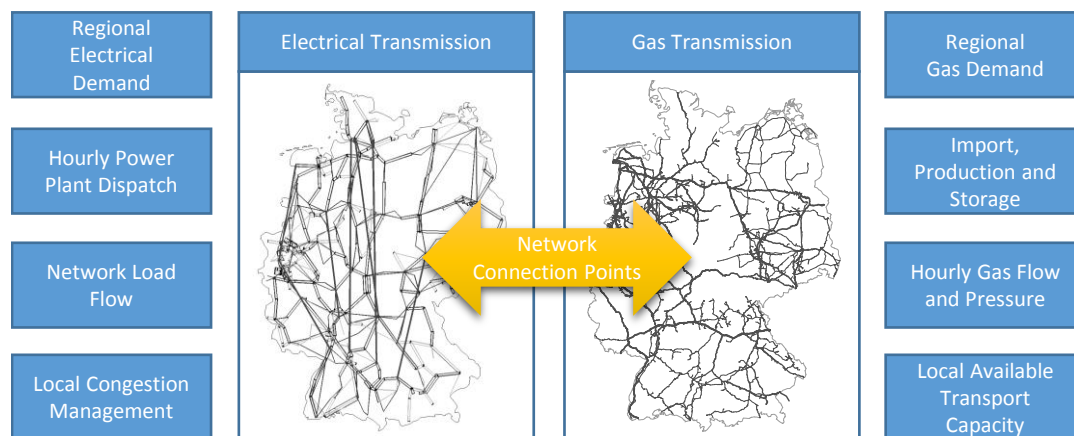 Regional
Electrical
Demand
Hourly Power
Plant Dispatch
Network Load
Flow
Local Congestion
Management
Electrical Transmission
Gas Transmission
Network
Connection Points
Regional
Gas Demand
Import,
Production and
Storage
Hourly Gas Flow
and Pressure
Local Available
Transport
Capacity